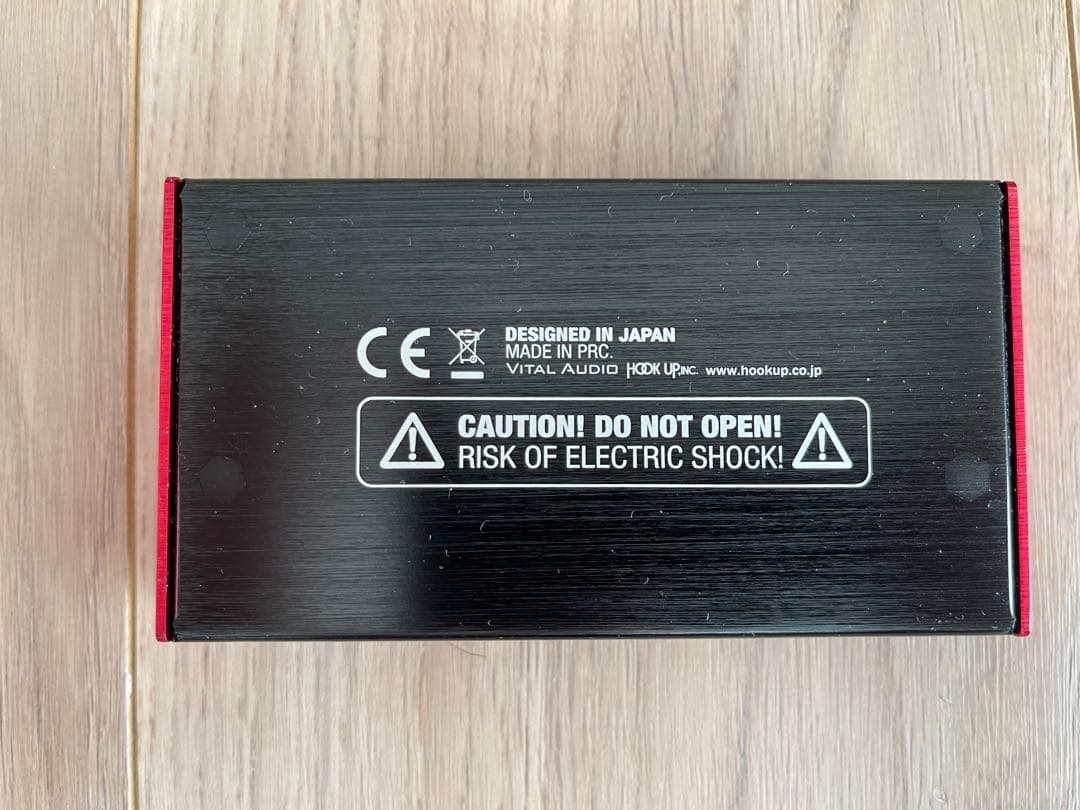 CE
DESIGNED IN JAPAN
MADE IN PRC.
VITAL AUDIO HOOK UP,INC. www.hookup.co.jp
CAUTION! DO NOT OPEN!
RISK OF ELECTRIC SHOCK!